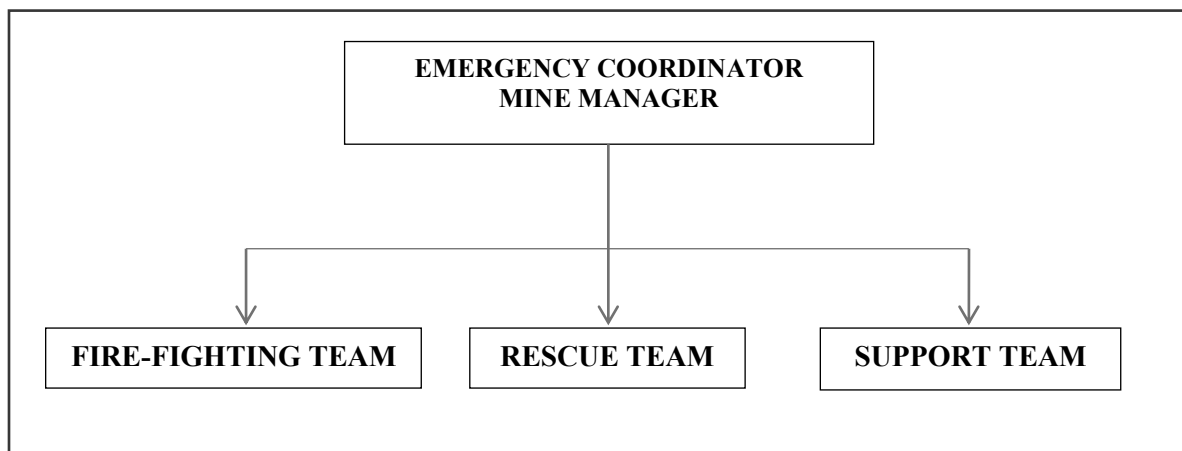 EMERGENCY COORDINATOR
MINE MANAGER
FIRE-FIGHTING TEAM
RESCUE TEAM
SUPPORT TEAM